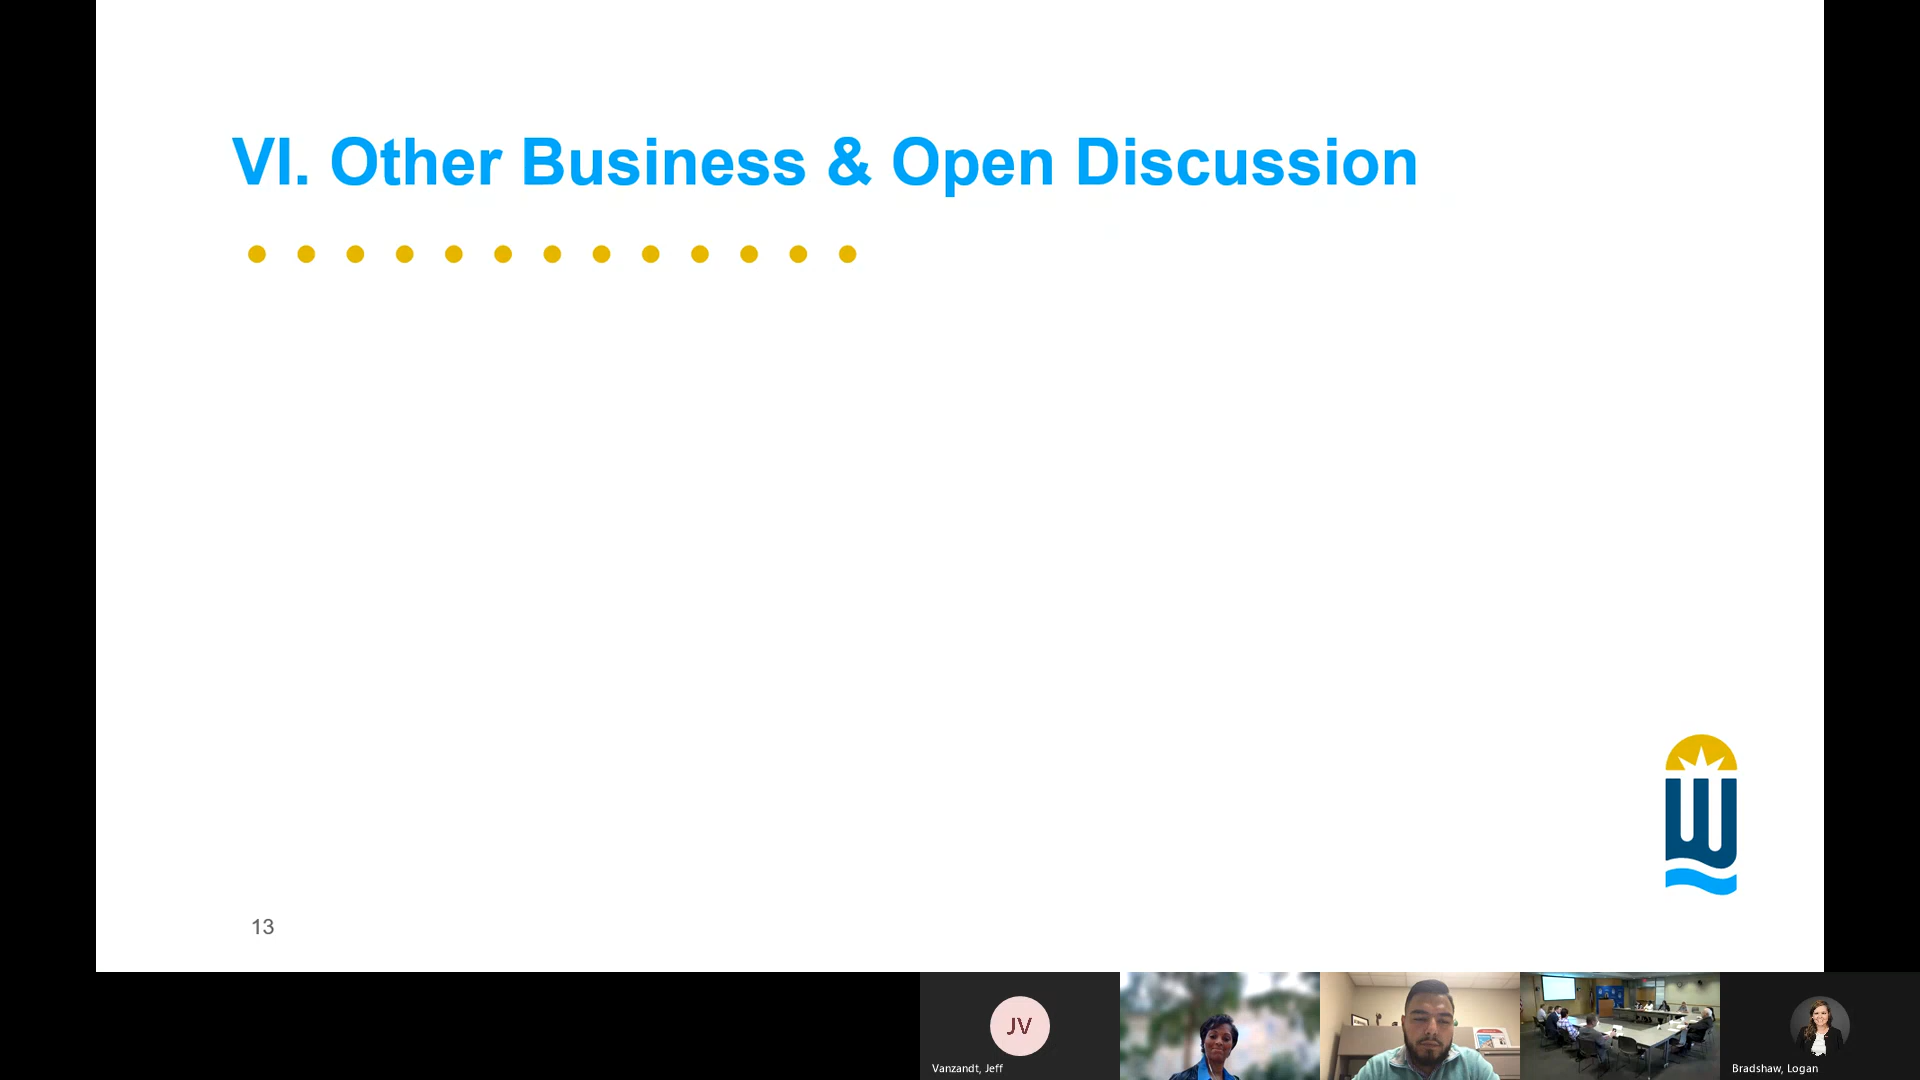 VI. Other Business & Open Discussion
13
JV
Vanzandt, Jeff
Bradshaw, Logan